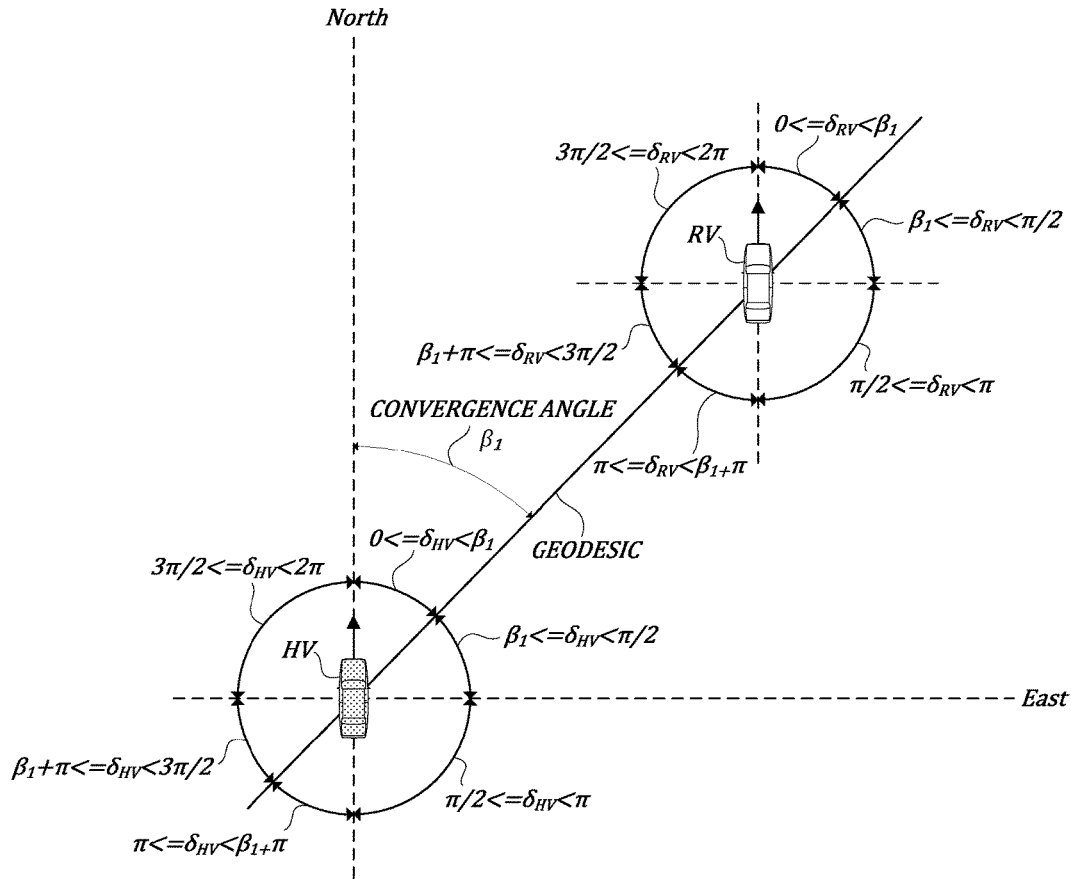 North
0<=δRV<β1
3π/2<=δRV<2π
RV
β1<=δRV<π/2
β1+π<=δRV<3π/2
π/2<=δRV<π
CONVERGENCE ANGLE
β1
π<=δRV<β1+π
0<=δHV<β1
GEODESIC
3π/2<=δHV<2π
HV
β1<=δHV<π/2
East
β1+π<=δHV<3π/2
π/2<=δHV<π
π<=δHV<β1+π